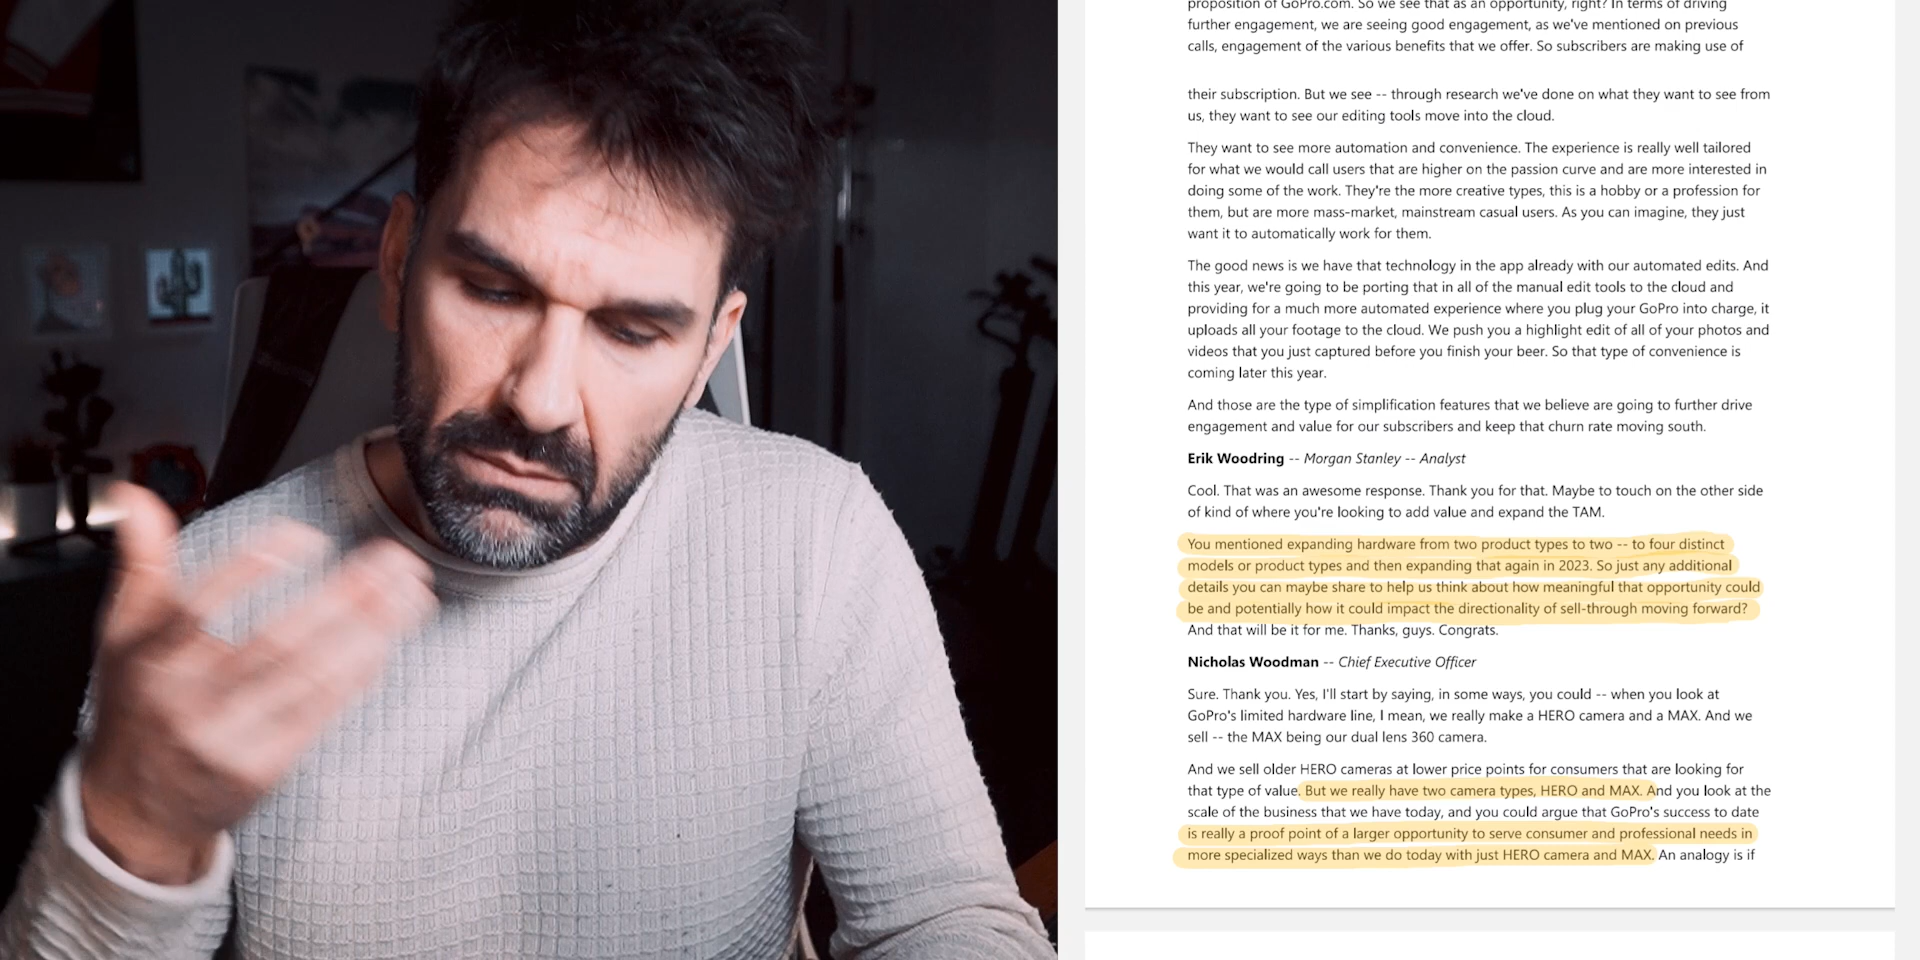 proposition of GoPro.com. So we see that as an opportunity, right? In terms of driving
further engagement, we are seeing good engagement, as we've mentioned on previous
calls, engagement of the various benefits that we offer. So subscribers are making use of
their subscription. But we see -- through research we've done on what they want to see from
us, they want to see our editing tools move into the cloud.
They want to see more automation and convenience. The experience is really well tailored
for what we would call users that are higher on the passion curve and are more interested in
doing some of the work. They're the more creative types, this is a hobby or a profession for
them, but are more mass-market, mainstream casual users. As you can imagine, they just
want it to automatically work for them.
The good news is we have that technology in the app already with our automated edits. And
this year, we're going to be porting that in all of the manual edit tools to the cloud and
providing for a much more automated experience where you plug your GoPro into charge, it
uploads all your footage to the cloud. We push you a highlight edit of all of your photos and
videos that you just captured before you finish your beer. So that type of convenience is
coming later this year.
And those are the type of simplification features that we believe are going to further drive
engagement and value for our subscribers and keep that churn rate moving south.
Erik Woodring -- Morgan Stanley -- Analyst
Cool. That was an awesome response. Thank you for that. Maybe to touch on the other side
of kind of where you're looking to add value and expand the TAM.
You mentioned expanding hardware from two product types to two -- to four distinct
models or product types and then expanding that again in 2023. So just any additional
details you can maybe share to help us think about how meaningful that opportunity could
be and potentially how it could impact the directionality of sell-through moving forward?
And that will be it for me. Thanks, guys. Congrats.
Nicholas Woodman -- Chief Executive Officer
Sure. Thank you. Yes, I'll start by saying, in some ways, you could -- when you look at
GoPro's limited hardware line, I mean, we really make a HERO camera and a MAX. And we
sell -- the MAX being our dual lens 360 camera.
And we sell older HERO cameras at lower price points for consumers that are looking for
that type of value. But we really have two camera types, HERO and MAX. And you look at the
scale of the business that we have today, and you could argue that GoPro's success to date
is really a proof point of a larger opportunity to serve consumer and professional needs in
more specialized ways than we do today with just HERO camera and MAX. An analogy is if